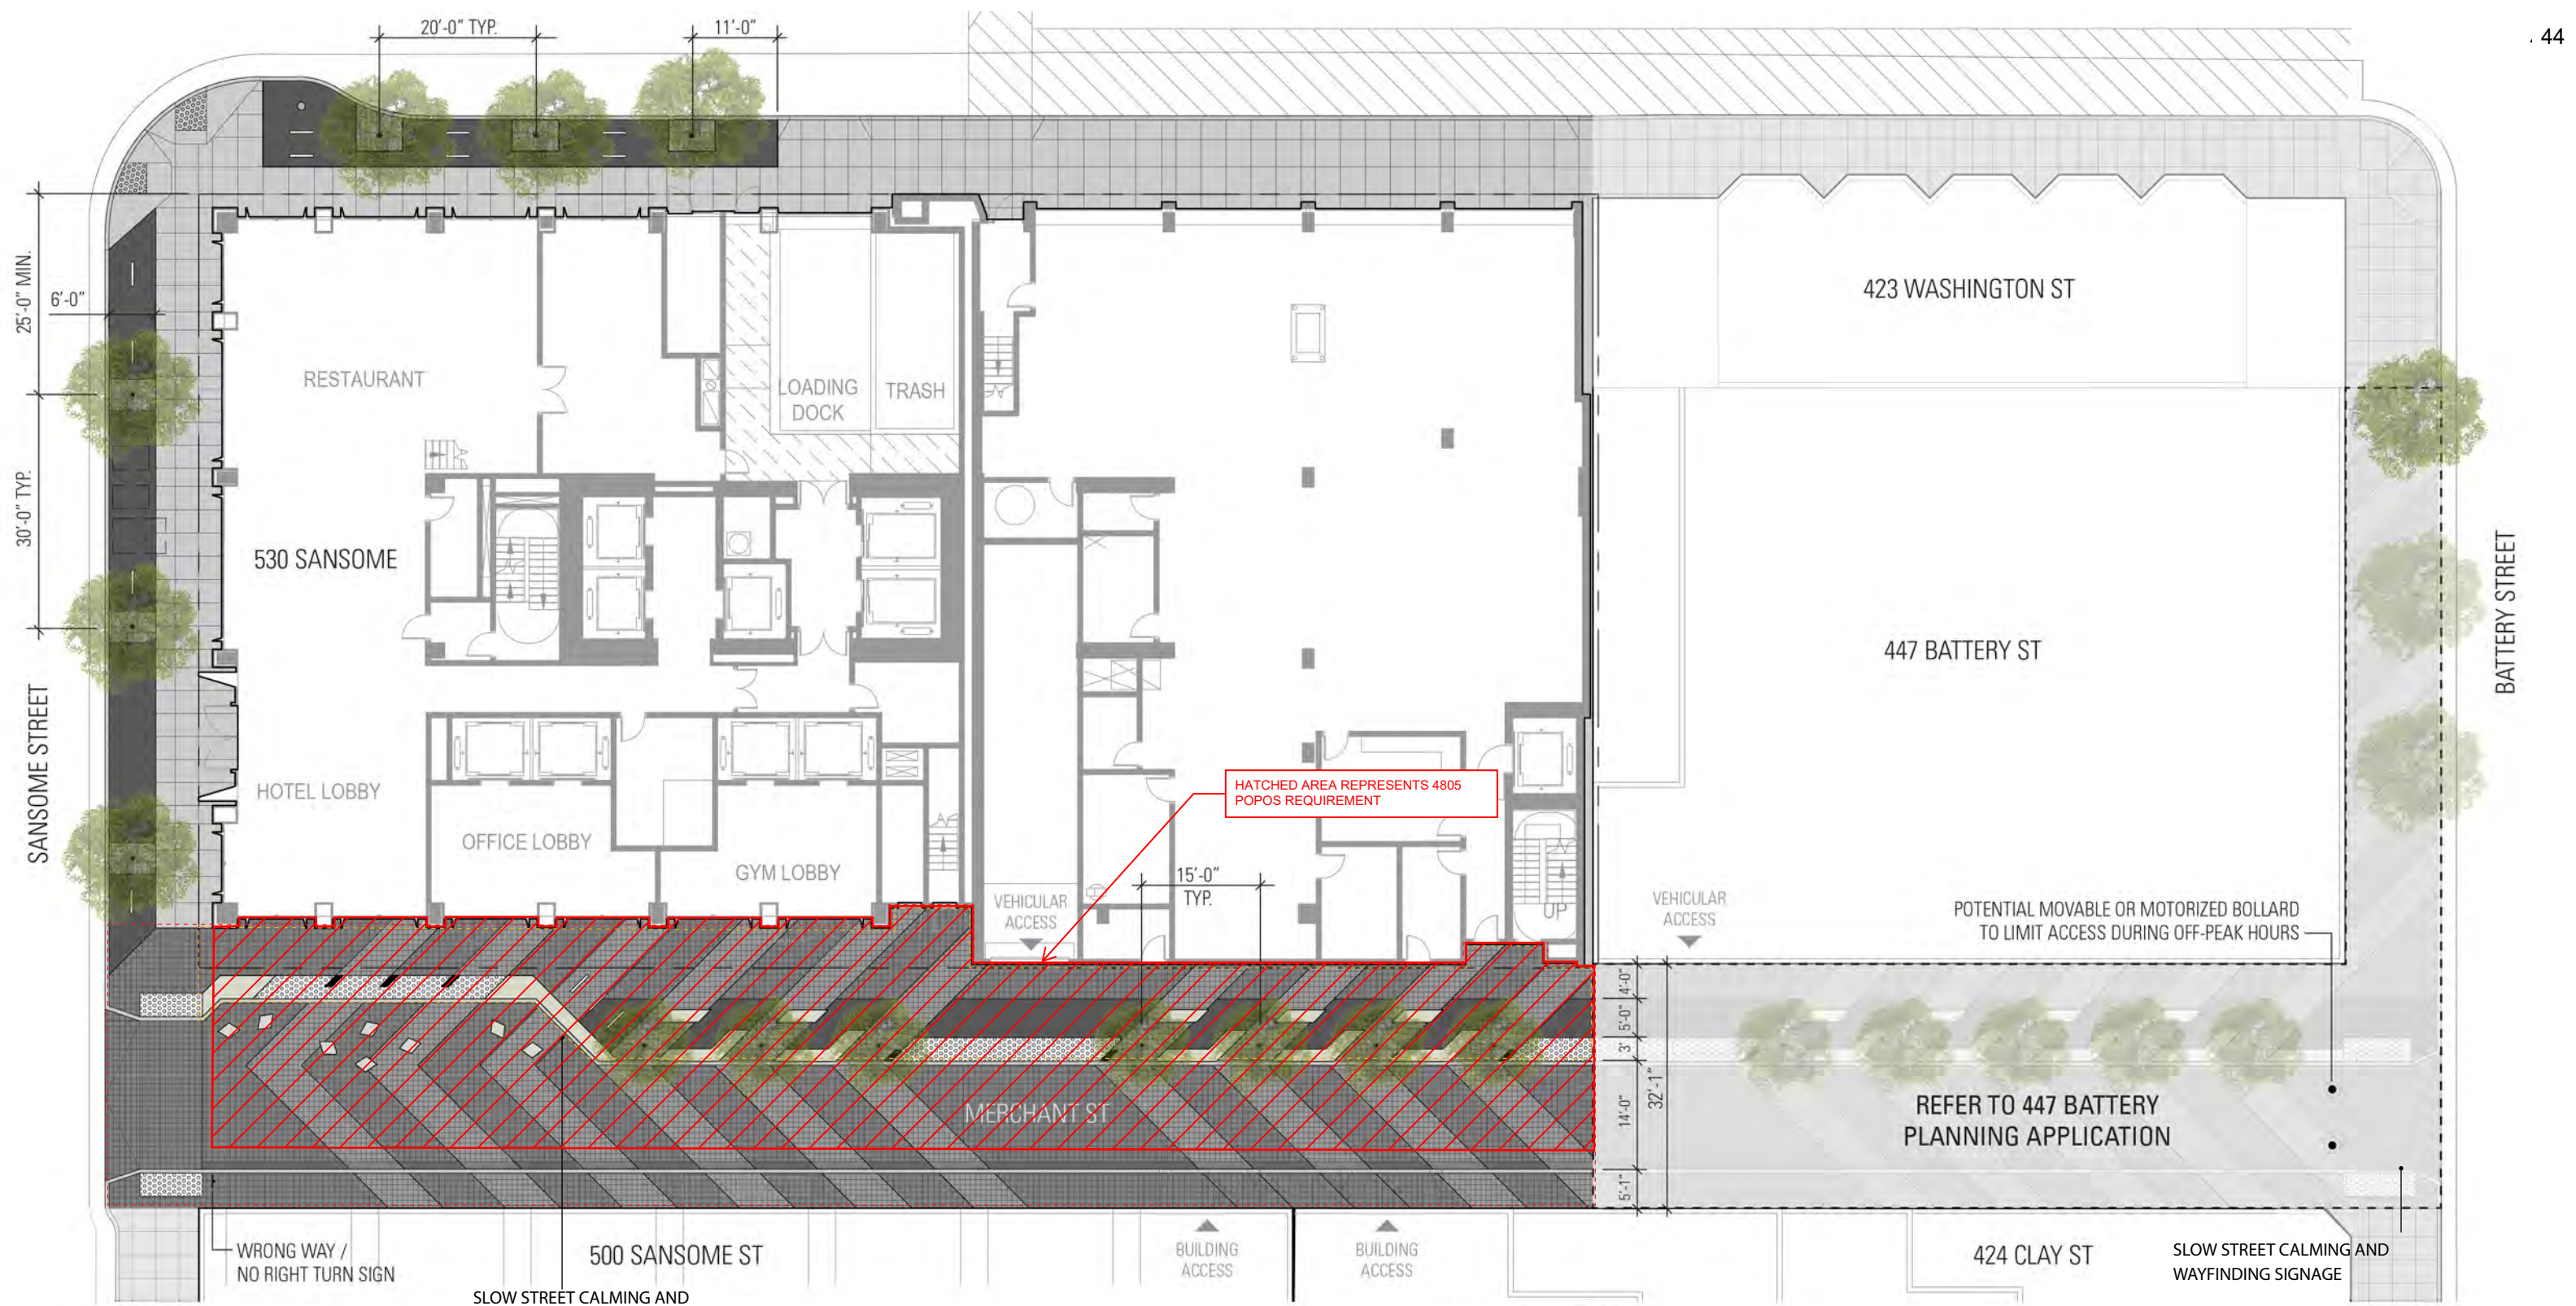 20'-0" TYP.
11'-0"
. 44
25'-0" MIN.
6'-0"
30'-0" TYP.
SANSOME STREET
RESTAURANT
LOADING
DOCK
TRASH
530 SANSOME
HOTEL LOBBY
OFFICE LOBBY
GYM LOBBY
423 WASHINGTON ST
447 BATTERY ST
BATTERY STREET
HATCHED AREA REPRESENTS 4805
POPOS REQUIREMENT
15'-0"
TYP.
VEHICULAR
ACCESS
UP
VEHICULAR
ACCESS
POTENTIAL MOVABLE OR MOTORIZED BOLLARD
TO LIMIT ACCESS DURING OFF-PEAK HOURS
4'-0"
5'-0"
3'
14'-0"
5'-1"
32'-1"
MERCHANT ST
REFER TO 447 BATTERY
PLANNING APPLICATION
WRONG WAY /
NO RIGHT TURN SIGN
500 SANSOME ST
BUILDING
ACCESS
BUILDING
ACCESS
424 CLAY ST
SLOW STREET CALMING AND
WAYFINDING SIGNAGE
SLOW STREET CALMING AND